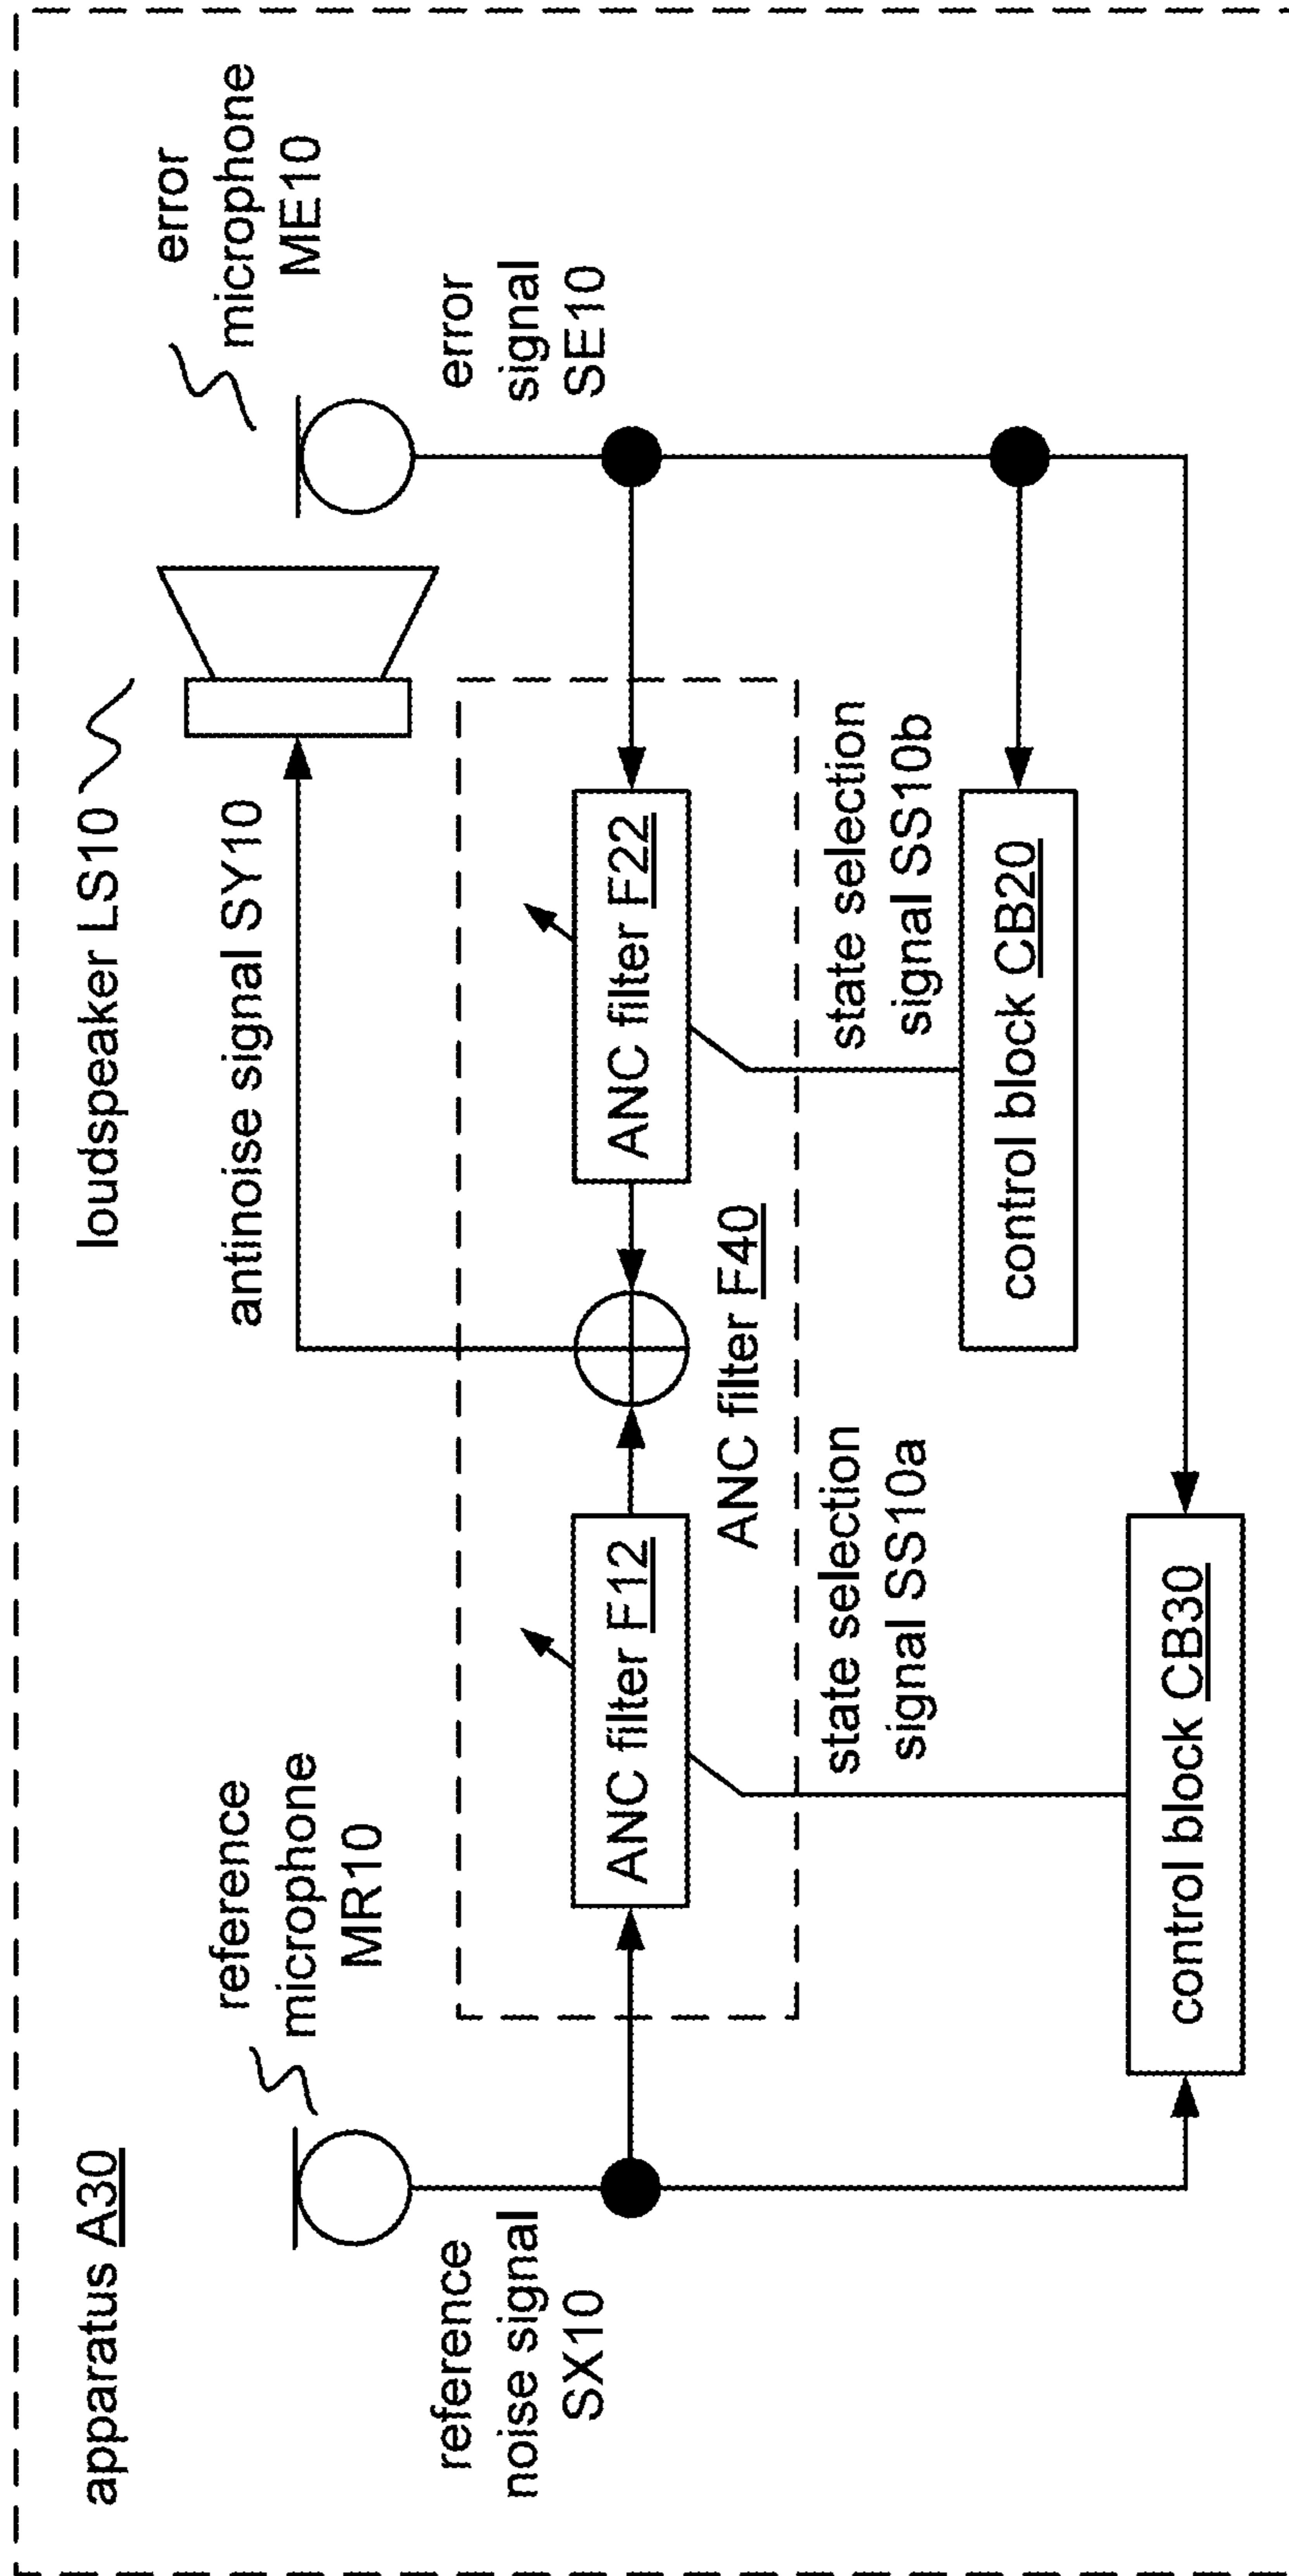 apparatus A30
loudspeaker LS10
reference
microphone
MR10
antinoise signal SY10
error
microphone
ME10
reference
noise signal
SX10
error
signal
SE10
ANC filter F12
ANC filter F22
ANC filter F40
state selection
signal SS10a
state selection
signal SS10b
control block CB20
control block CB30